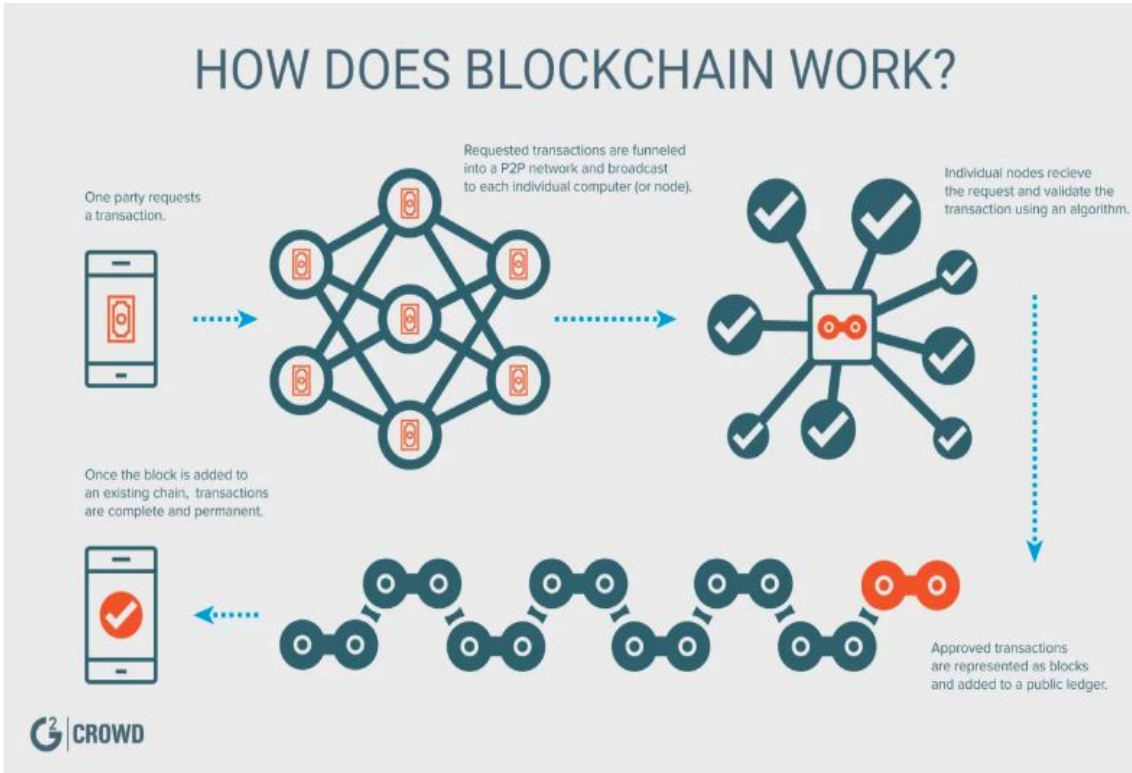 HOW DOES BLOCKCHAIN WORK?
One party requests
a transaction.
Requested transactions are funneled
into a P2P network and broadcast
to each individual computer (or node).
Individual nodes recieve
the request and validate the
transaction using an algorithm.
Approved transactions
are represented as blocks
and added to a public ledger.
Once the block is added to
an existing chain, transactions
are complete and permanent.
G2 | CROWD